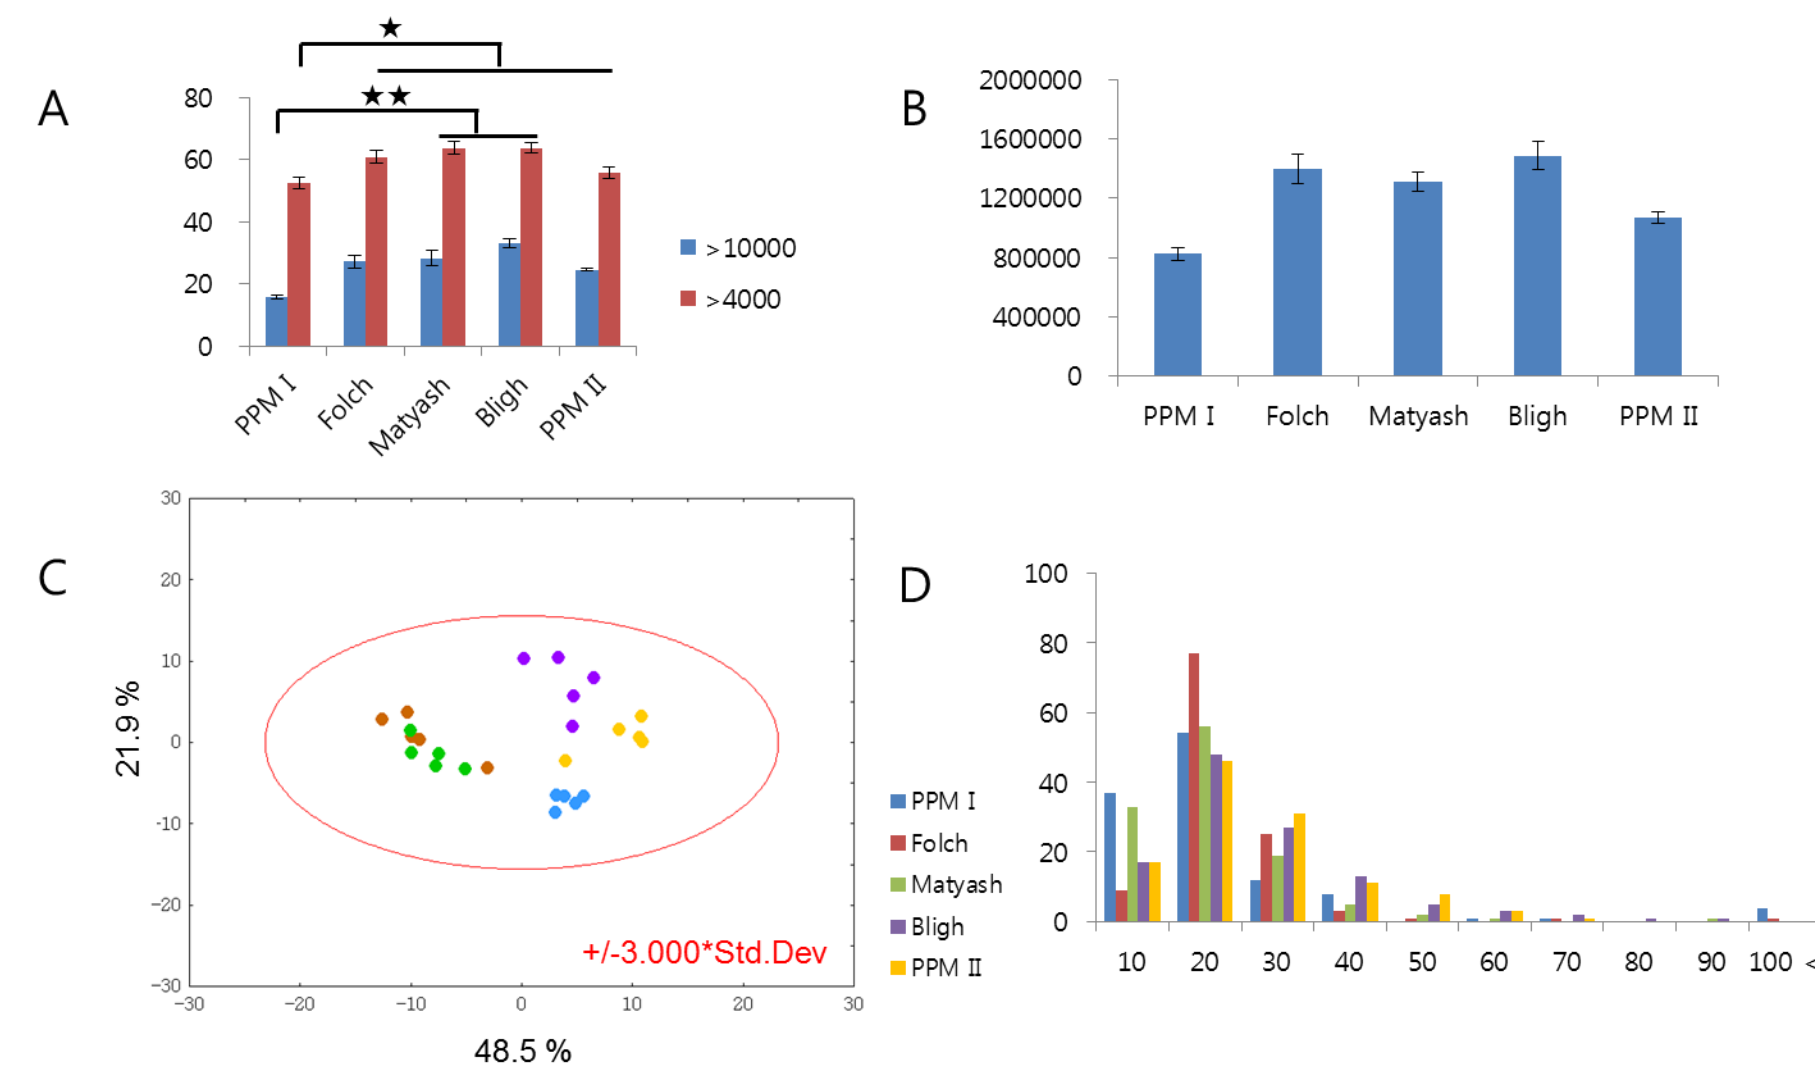 A
★
★★
80
60
40
20
0
PPM I
Folch
Matyash
Bligh
PPM II
>10000
>4000
B
2000000
1600000
1200000
800000
400000
0
PPM I
Folch
Matyash
Bligh
PPM II
C
30
20
10
0
-10
-20
-30
-30
-20
-10
0
10
20
30
21.9 %
48.5 %
+/-3.000*Std.Dev
D
100
80
60
40
20
0
10 20 30 40 50 60 70 80 90 100 <
PPM I
Folch
Matyash
Bligh
PPM II